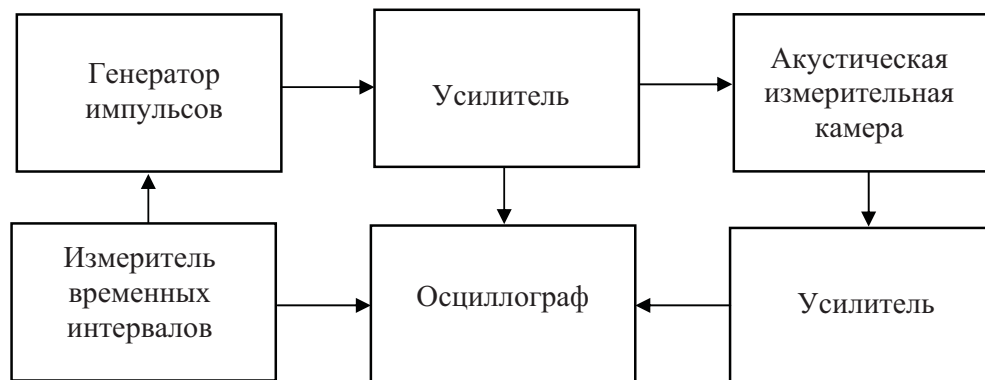 Генератор
импульсов
Усилитель
Акустическая
измерительная
камера
Измеритель
временных
интервалов
Осциллограф
Усилитель